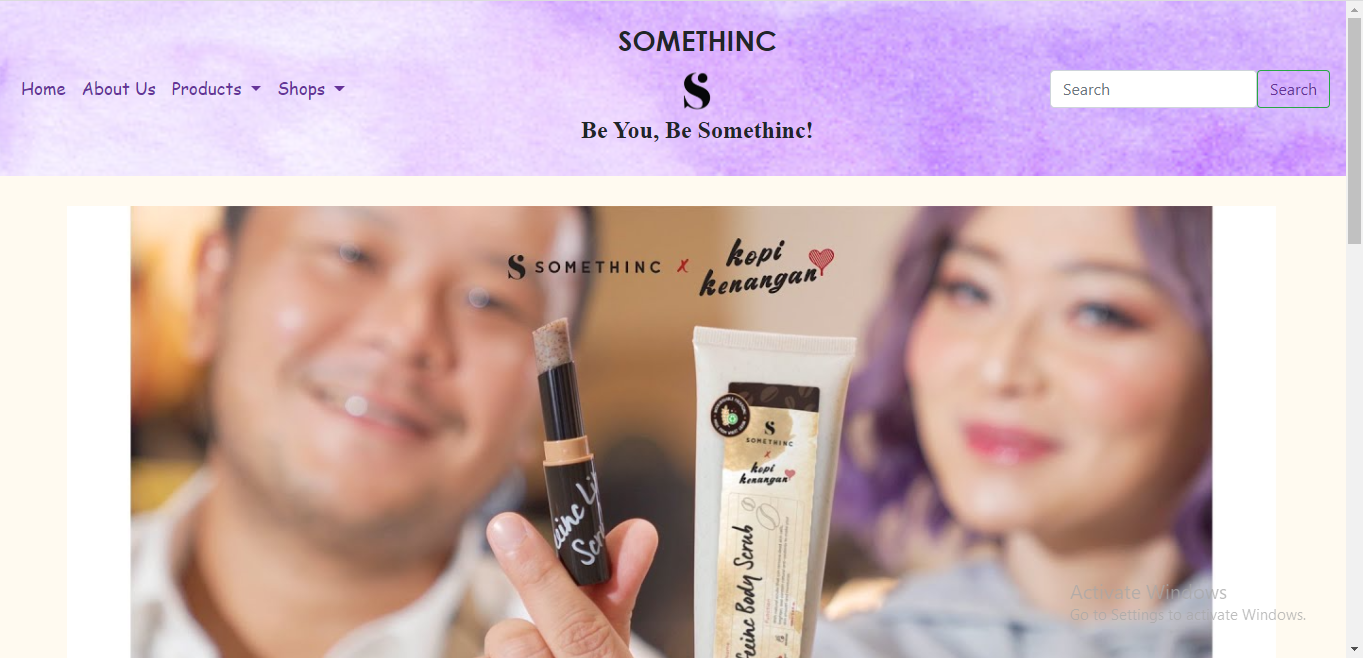 SOMETHINC
S
Home About Us Products Shops
Search Search
Be You, Be Somethinc!
S SOMETHINC X kopi kenangan
S
SOMETHINC
X
kopi
kenangan
Scrub
Body Scrub
Activate Windows
Go to Settings to activate Windows.